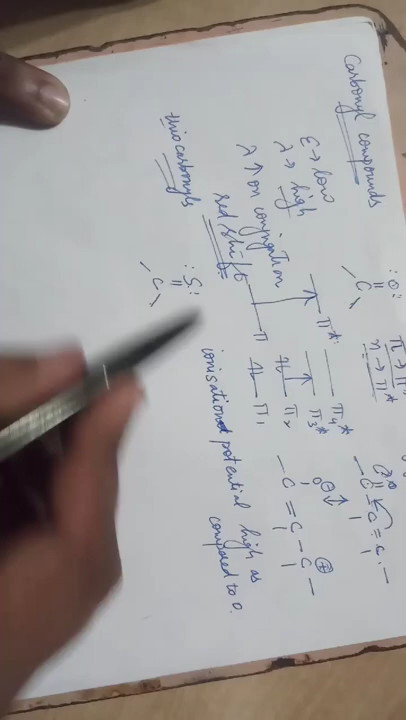 Carbonyl compounds
:O:
C
π→π*
n→π*
ε → low
λ → high
λ ↑ on conjugation
red shift
π*
π
π₄*
π₃*
π₂
π₁
C = C - C
thiocarbonyls
:S:
C
ionisation potential high as
compared to O.